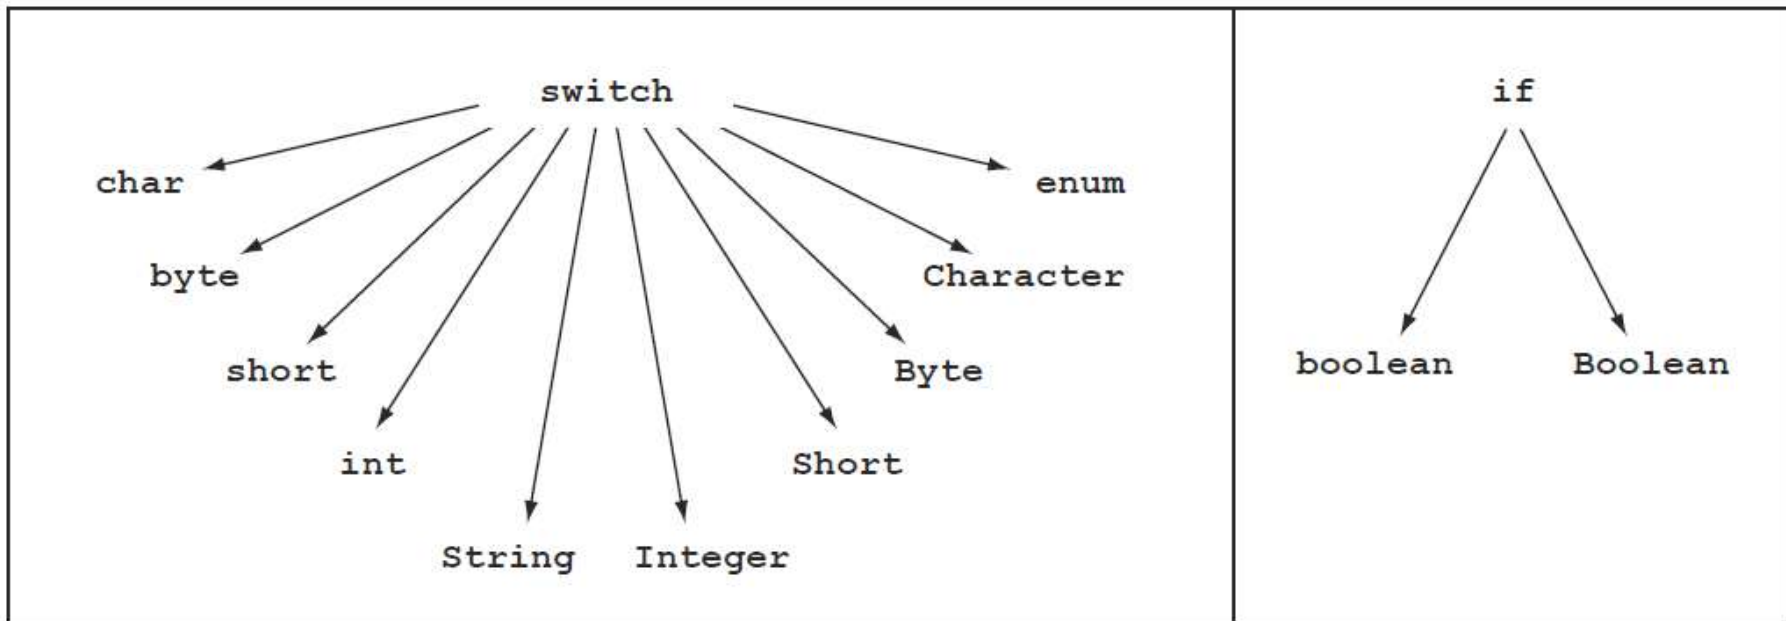 switch
if
char
enum
byte
Character
short
Byte
boolean
Boolean
int
Short
String
Integer